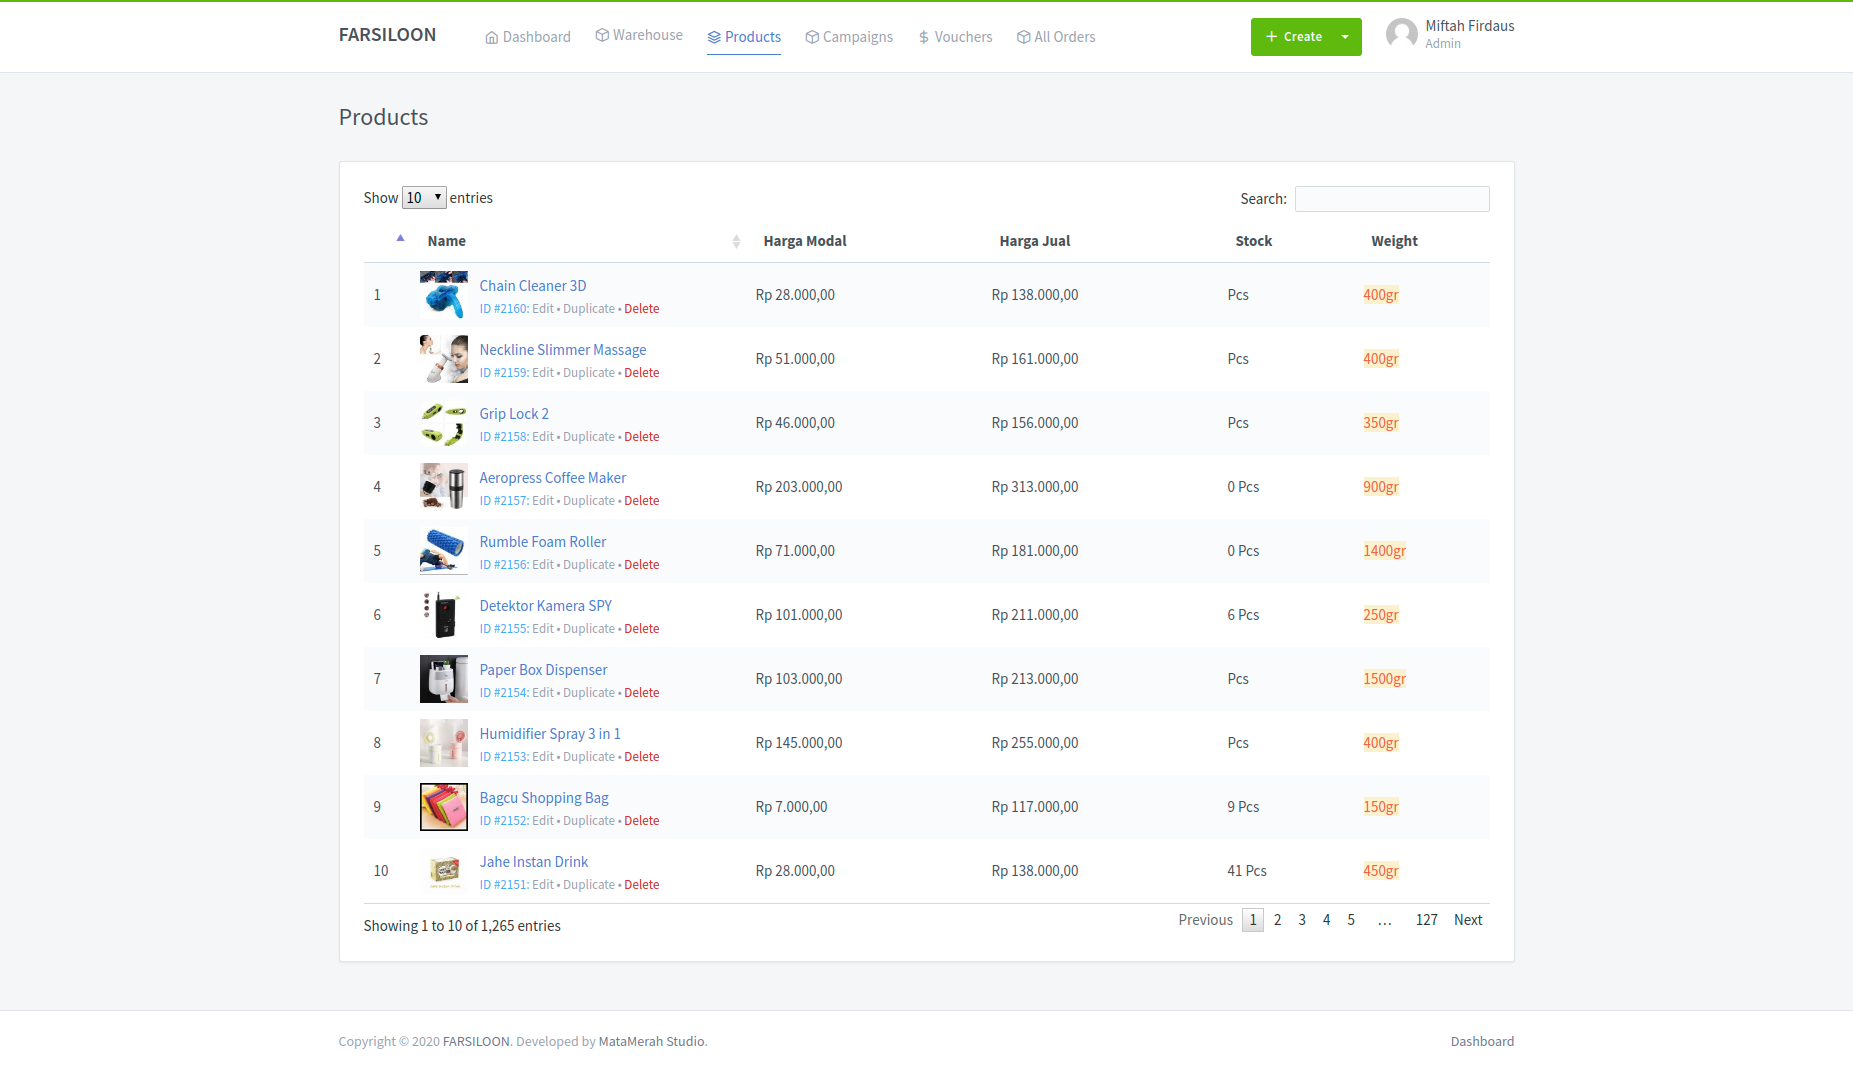 FARSILOON Dashboard Warehouse Products Campaigns Vouchers All Orders Create Miftah Firdaus
Admin
Products
Show 10 entries Search:
Name Harga Modal Harga Jual Stock Weight
1 Chain Cleaner 3D Rp 28.000,00 Rp 138.000,00 Pcs 400gr
ID #2160: Edit • Duplicate • Delete
2 Neckline Slimmer Massage Rp 51.000,00 Rp 161.000,00 Pcs 400gr
ID #2159: Edit • Duplicate • Delete
3 Grip Lock 2 Rp 46.000,00 Rp 156.000,00 Pcs 350gr
ID #2158: Edit • Duplicate • Delete
4 Aeropress Coffee Maker Rp 203.000,00 Rp 313.000,00 0 Pcs 900gr
ID #2157: Edit • Duplicate • Delete
5 Rumble Foam Roller Rp 71.000,00 Rp 181.000,00 0 Pcs 1400gr
ID #2156: Edit • Duplicate • Delete
6 Detektor Kamera SPY Rp 101.000,00 Rp 211.000,00 6 Pcs 250gr
ID #2155: Edit • Duplicate • Delete
7 Paper Box Dispenser Rp 103.000,00 Rp 213.000,00 Pcs 1500gr
ID #2154: Edit • Duplicate • Delete
8 Humidifier Spray 3 in 1 Rp 145.000,00 Rp 255.000,00 Pcs 400gr
ID #2153: Edit • Duplicate • Delete
9 Bagcu Shopping Bag Rp 7.000,00 Rp 117.000,00 9 Pcs 150gr
ID #2152: Edit • Duplicate • Delete
10 Jahe Instan Drink Rp 28.000,00 Rp 138.000,00 41 Pcs 450gr
ID #2151: Edit • Duplicate • Delete
Showing 1 to 10 of 1,265 entries Previous 1 2 3 4 5 … 127 Next
Copyright © 2020 FARSILOON. Developed by MataMerah Studio. Dashboard